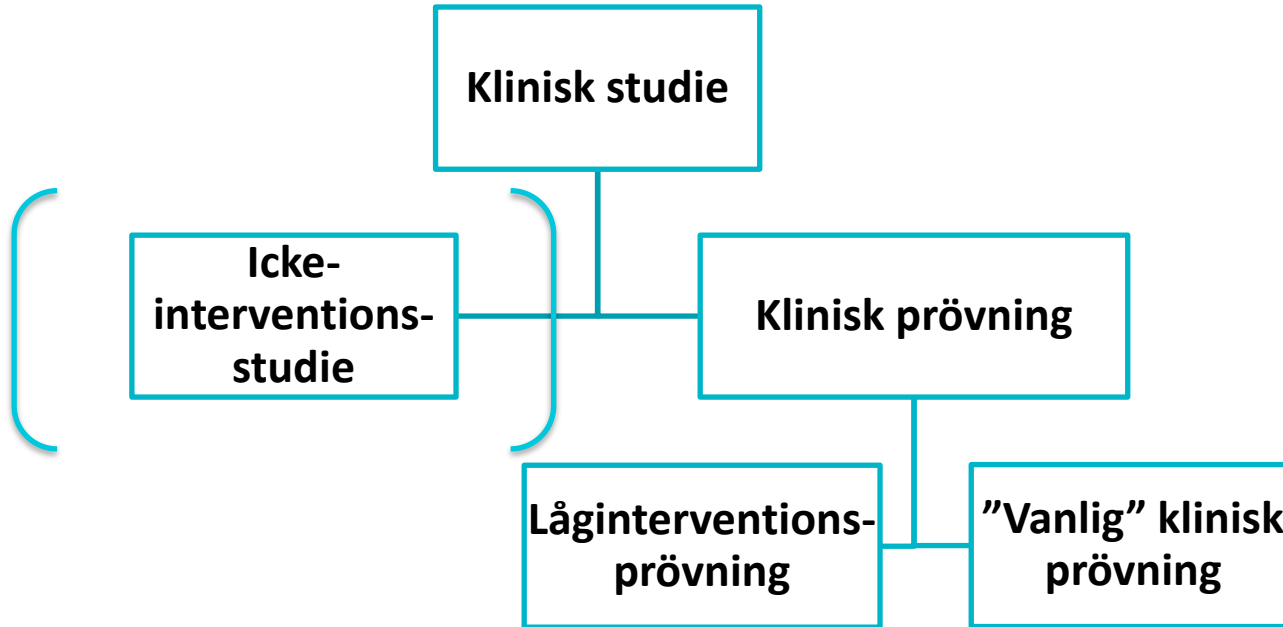 Klinisk studie
Icke-
interventions-
studie
Klinisk prövning
Låginterventions-
prövning
”Vanlig” klinisk
prövning